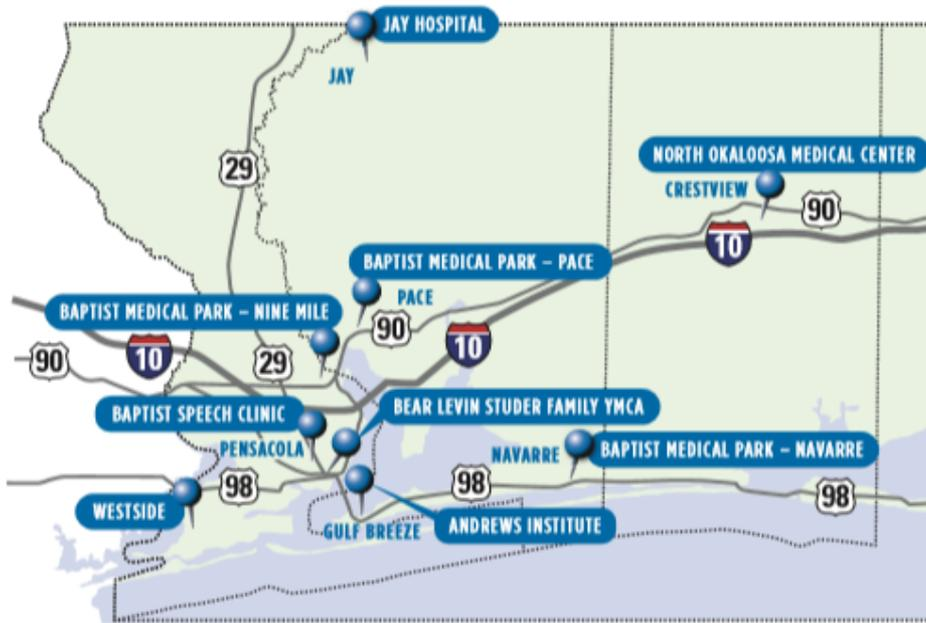 JAY HOSPITAL
JAY
29
NORTH OKALOOSA MEDICAL CENTER
CRESTVIEW
90
10
BAPTIST MEDICAL PARK – PACE
PACE
BAPTIST MEDICAL PARK – NINE MILE
90
10
10
90
29
BAPTIST SPEECH CLINIC
BEAR LEVIN STUDER FAMILY YMCA
PENSACOLA
NAVARRE
BAPTIST MEDICAL PARK – NAVARRE
98
98
98
WESTSIDE
GULF BREEZE
ANDREWS INSTITUTE